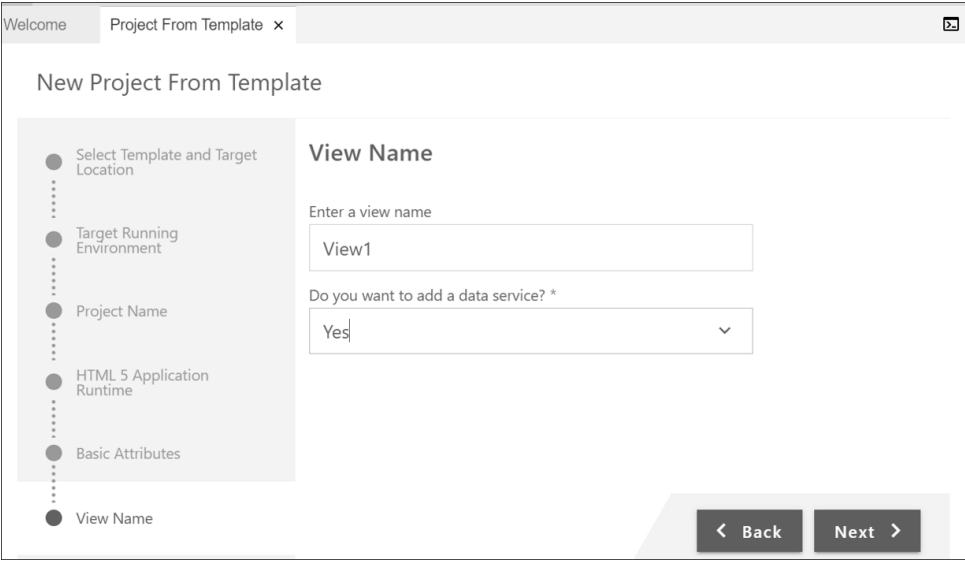 Welcome
Project From Template ×
New Project From Template
Select Template and Target
Location
Target Running
Environment
Project Name
HTML 5 Application
Runtime
Basic Attributes
View Name
View Name
Enter a view name
View1
Do you want to add a data service? *
Yes
Back
Next